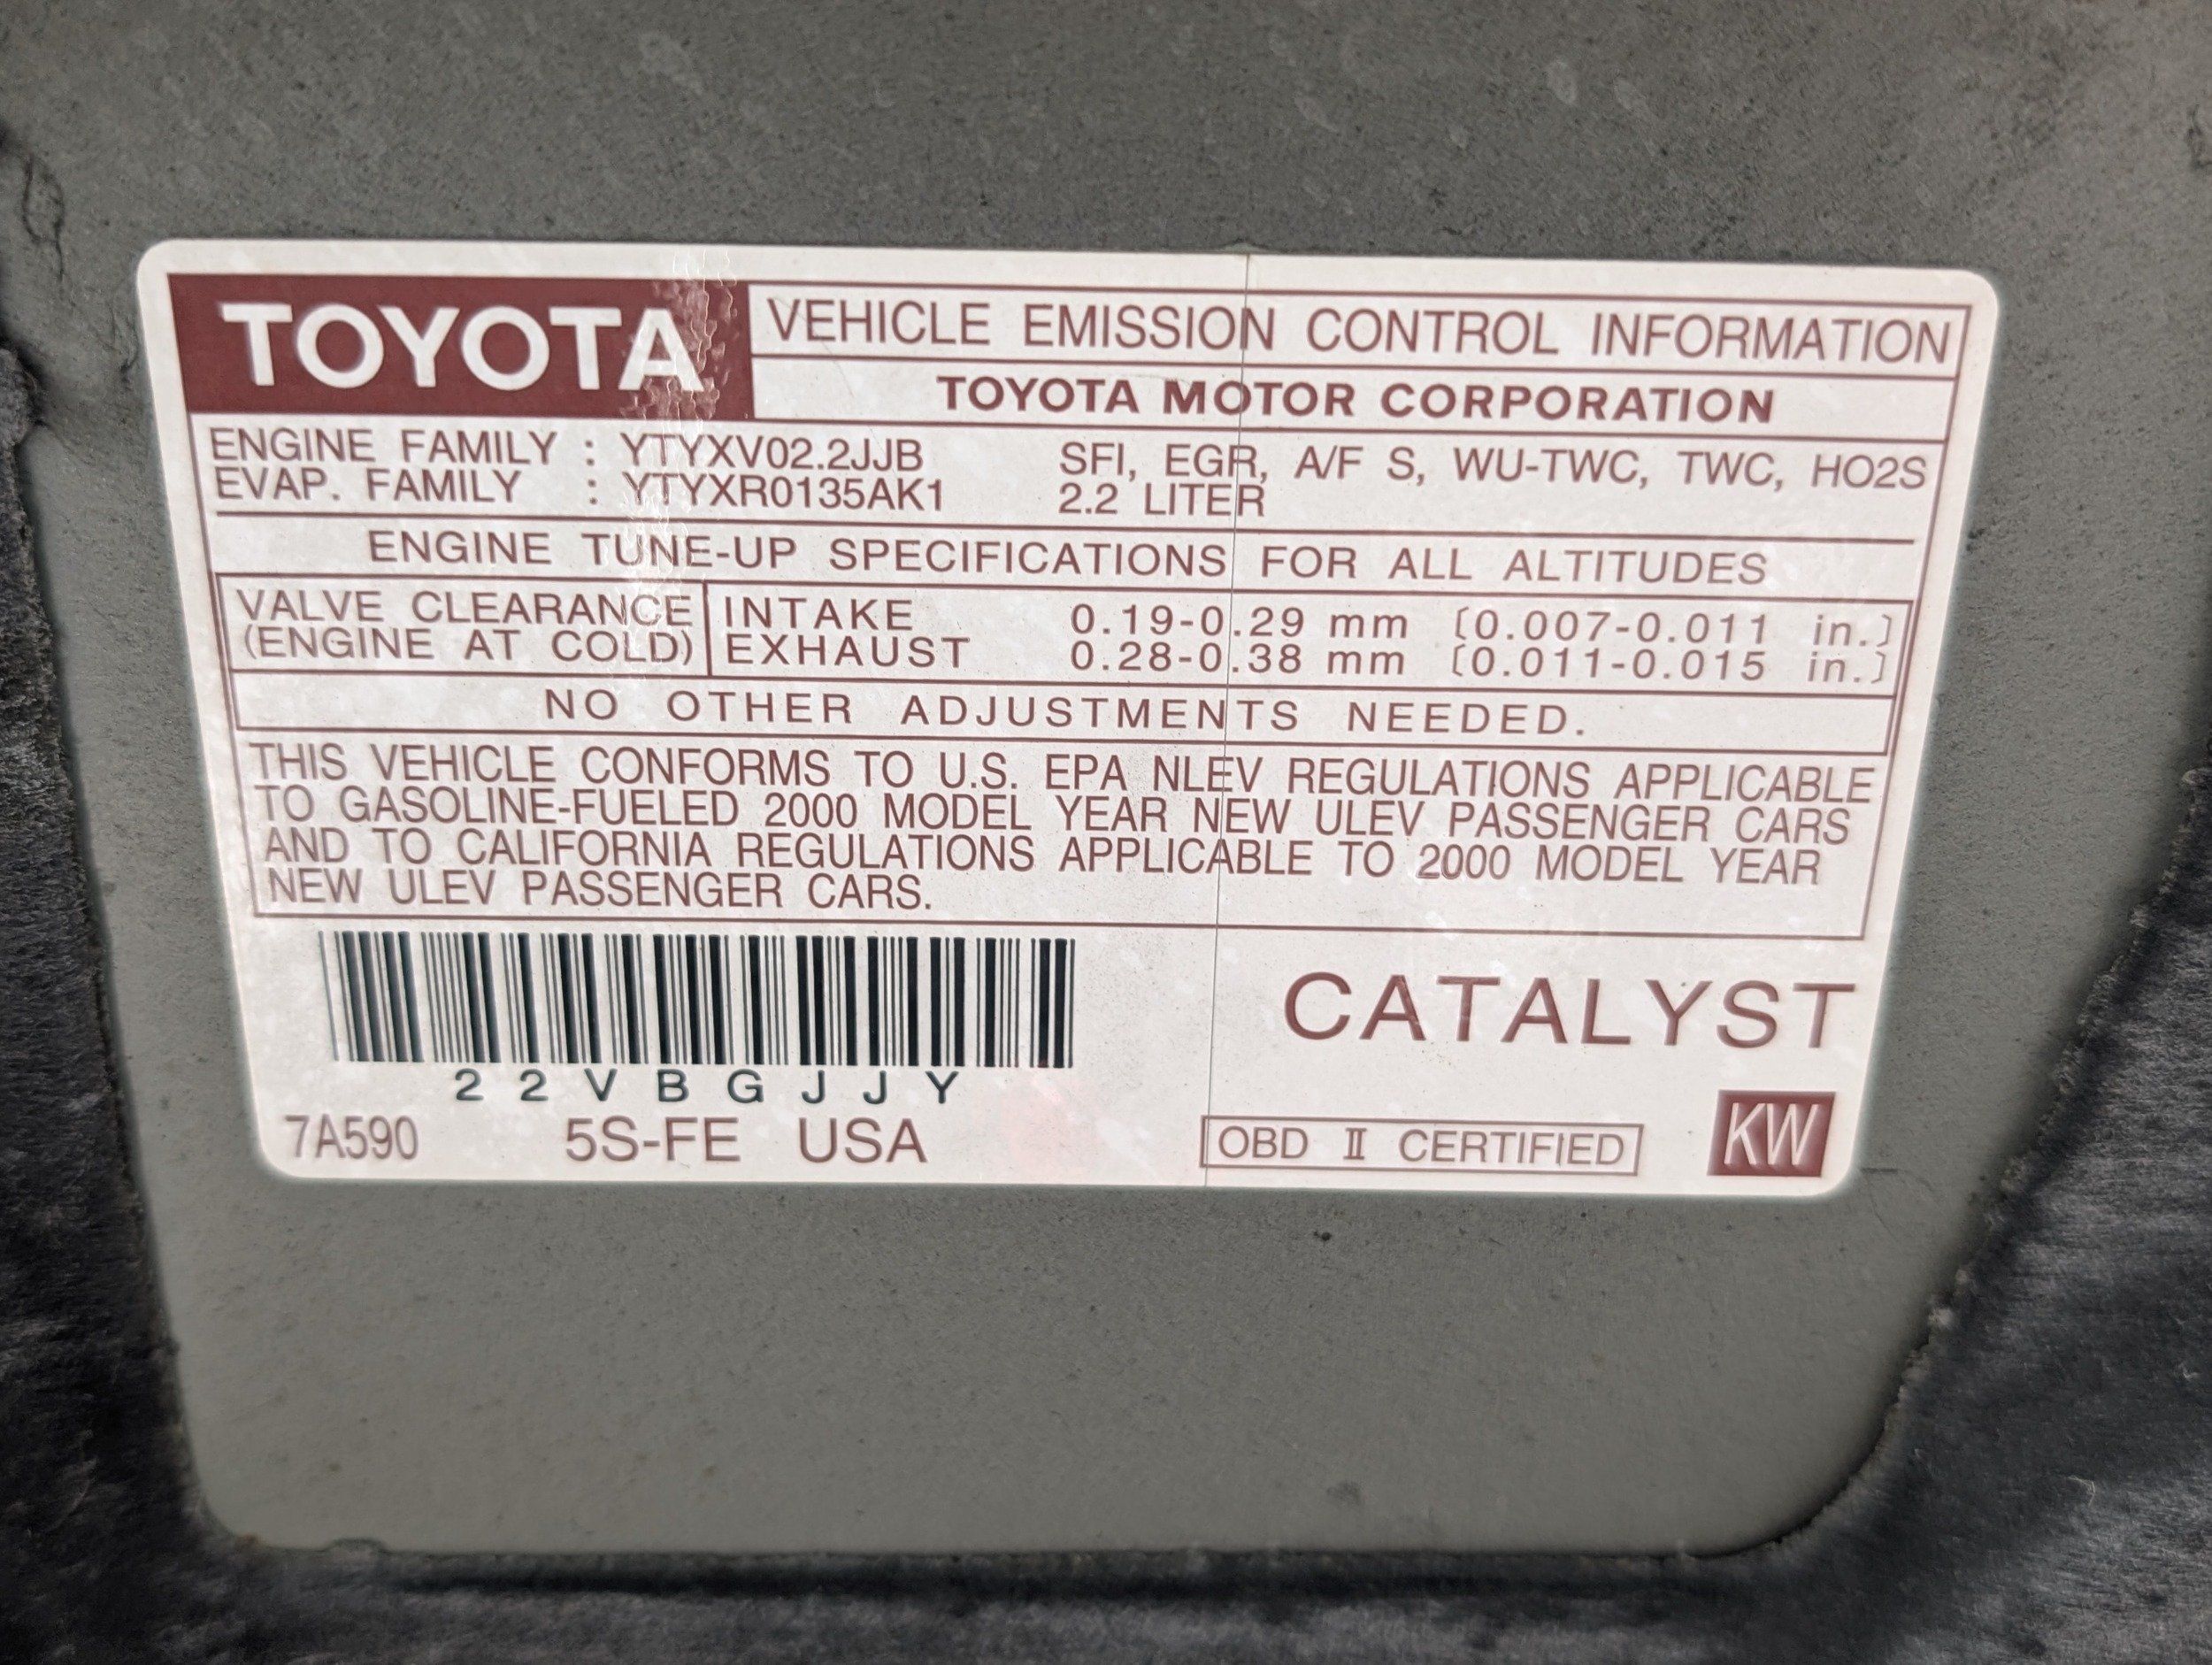 TOYOTA
VEHICLE EMISSION CONTROL INFORMATION
TOYOTA MOTOR CORPORATION
ENGINE FAMILY : YTYXV02.2JJB SFI, EGR, A/F S, WU-TWC, TWC, HO2S
EVAP. FAMILY : YTYXR0135AK1 2.2 LITER
ENGINE TUNE-UP SPECIFICATIONS FOR ALL ALTITUDES
VALVE CLEARANCE INTAKE 0.19-0.29 mm [0.007-0.011 in.]
(ENGINE AT COLD) EXHAUST 0.28-0.38 mm [0.011-0.015 in.]
NO OTHER ADJUSTMENTS NEEDED.
THIS VEHICLE CONFORMS TO U.S. EPA NLEV REGULATIONS APPLICABLE
TO GASOLINE-FUELED 2000 MODEL YEAR NEW ULEV PASSENGER CARS
AND TO CALIFORNIA REGULATIONS APPLICABLE TO 2000 MODEL YEAR
NEW ULEV PASSENGER CARS.
CATALYST
22VBGJJY
7A590 5S-FE USA OBD II CERTIFIED KW